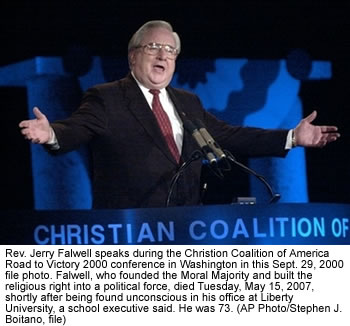 CHRISTIAN COALITION OF
Rev. Jerry Falwell speaks during the Christion Coalition of America
Road to Victory 2000 conference in Washington in this Sept. 29, 2000
file photo. Falwell, who founded the Moral Majority and built the
religious right into a political force, died Tuesday, May 15, 2007,
shortly after being found unconscious in his office at Liberty
University, a school executive said. He was 73. (AP Photo/Stephen J.
Boitano, file)